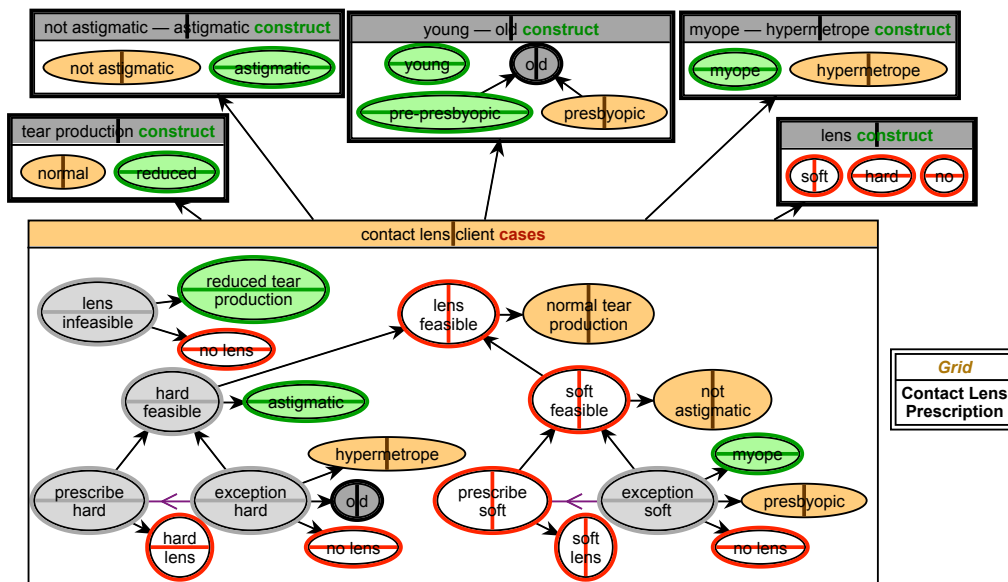 not astigmatic — astigmatic construct
not astigmatic
astigmatic
young — old construct
young
old
pre-presbyopic
presbyopic
myope — hypermetrope construct
myope
hypermetrope
tear production construct
normal
reduced
lens construct
soft
hard
no
contact lens client cases
lens
infeasible
reduced tear
production
no lens
lens
feasible
normal tear
production
hard
feasible
astigmatic
soft
feasible
not
astigmatic
prescribe
hard
exception
hard
hypermetrope
old
hard
lens
no lens
prescribe
soft
exception
soft
myope
presbyopic
soft
lens
no lens
Grid
Contact Lens
Prescription